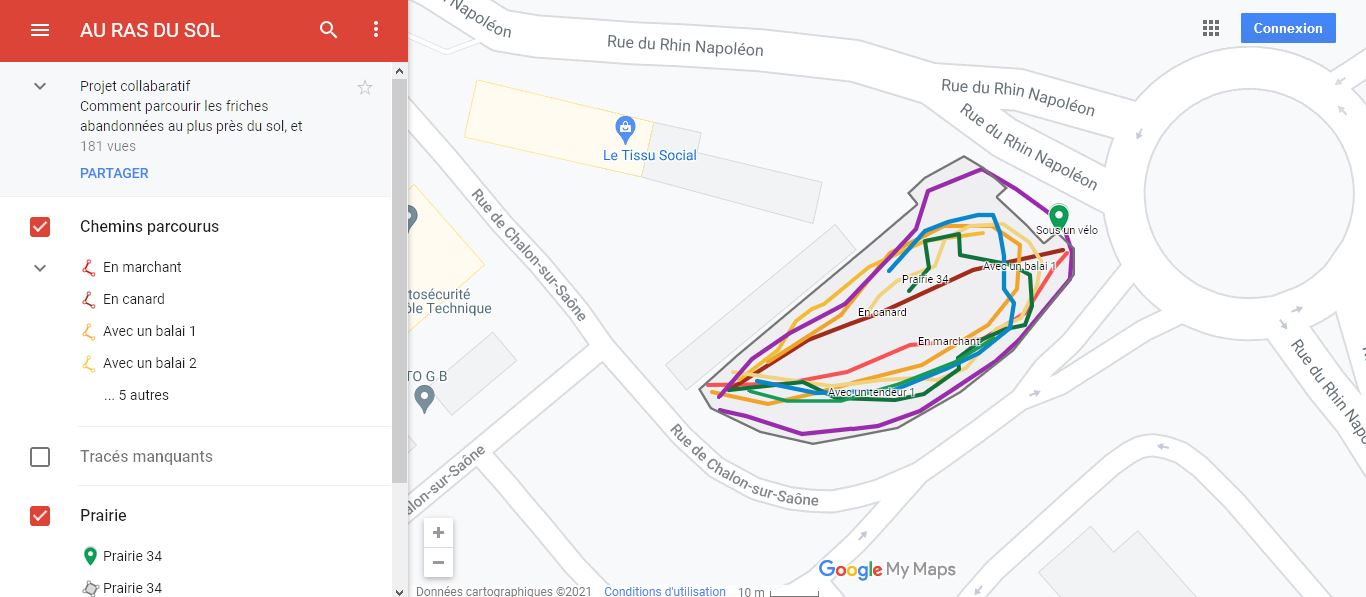 AU RAS DU SOL
Projet collabaratif
Comment parcourir les friches
abandonnées au plus près du sol, et
181 vues
PARTAGER
Chemins parcourus
En marchant
En canard
Avec un balai 1
Avec un balai 2
... 5 autres
Tracés manquants
Prairie
Prairie 34
Prairie 34
Connexion
Napoléon
Rue du Rhin Napoléon
Rue du Rhin Napoléon
Rue du Rhin Napoléon
Le Tissu Social
Rue de Chalon-sur-Saône
Sous un vélo
Avec un balai 1
Prairie 34
En canard
En marchant
Avec un tendeur 1
tosécurité
ôle Technique
TO G B
alon-sur-Saône
Rue de Chalon-sur-Saône
Rue du Rhin Napoléo
+
−
Google My Maps
Données cartographiques ©2021
Conditions d'utilisation
10 m